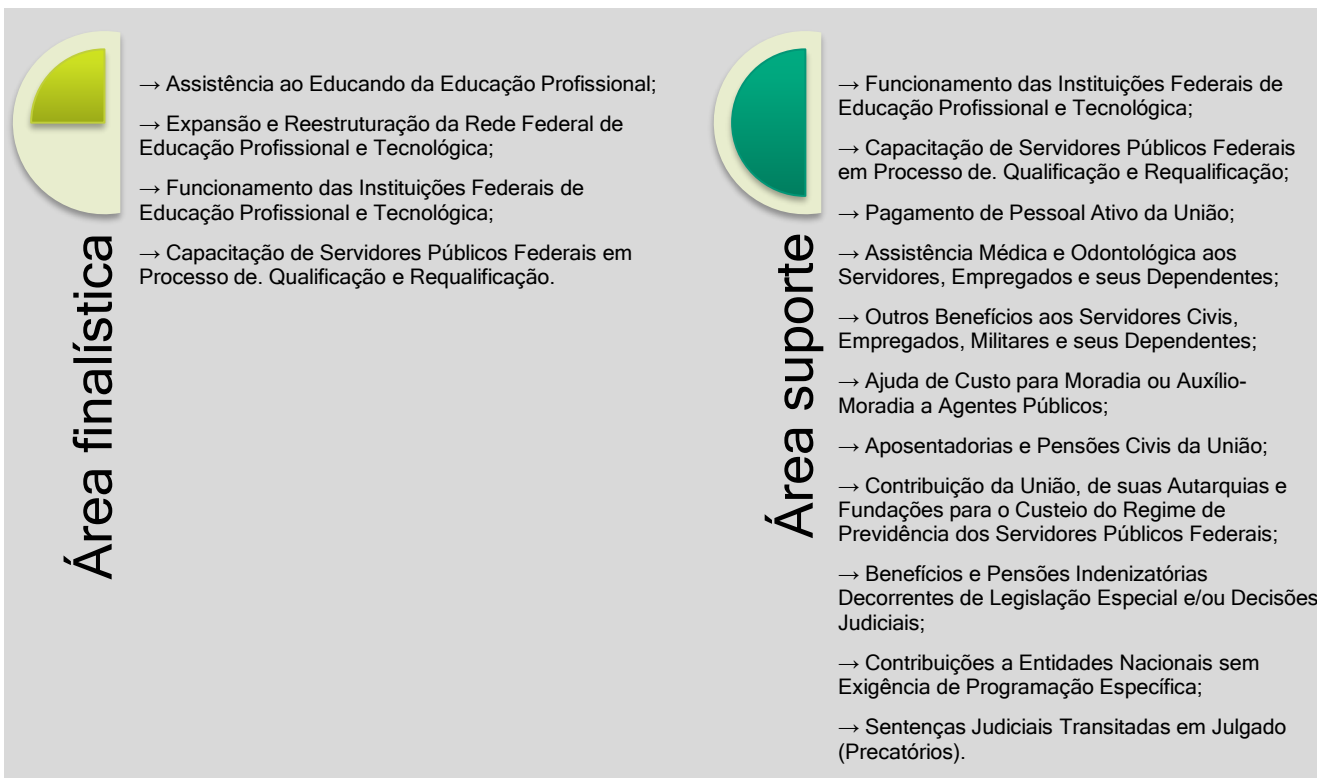 Área finalística
→ Assistência ao Educando da Educação Profissional;
→ Expansão e Reestruturação da Rede Federal de
Educação Profissional e Tecnológica;
→ Funcionamento das Instituições Federais de
Educação Profissional e Tecnológica;
→ Capacitação de Servidores Públicos Federais em
Processo de. Qualificação e Requalificação.
Área suporte
→ Funcionamento das Instituições Federais de
Educação Profissional e Tecnológica;
→ Capacitação de Servidores Públicos Federais
em Processo de. Qualificação e Requalificação;
→ Pagamento de Pessoal Ativo da União;
→ Assistência Médica e Odontológica aos
Servidores, Empregados e seus Dependentes;
→ Outros Benefícios aos Servidores Civis,
Empregados, Militares e seus Dependentes;
→ Ajuda de Custo para Moradia ou Auxílio-
Moradia a Agentes Públicos;
→ Aposentadorias e Pensões Civis da União;
→ Contribuição da União, de suas Autarquias e
Fundações para o Custeio do Regime de
Previdência dos Servidores Públicos Federais;
→ Benefícios e Pensões Indenizatórias
Decorrentes de Legislação Especial e/ou Decisões
Judiciais;
→ Contribuições a Entidades Nacionais sem
Exigência de Programação Específica;
→ Sentenças Judiciais Transitadas em Julgado
(Precatórios).